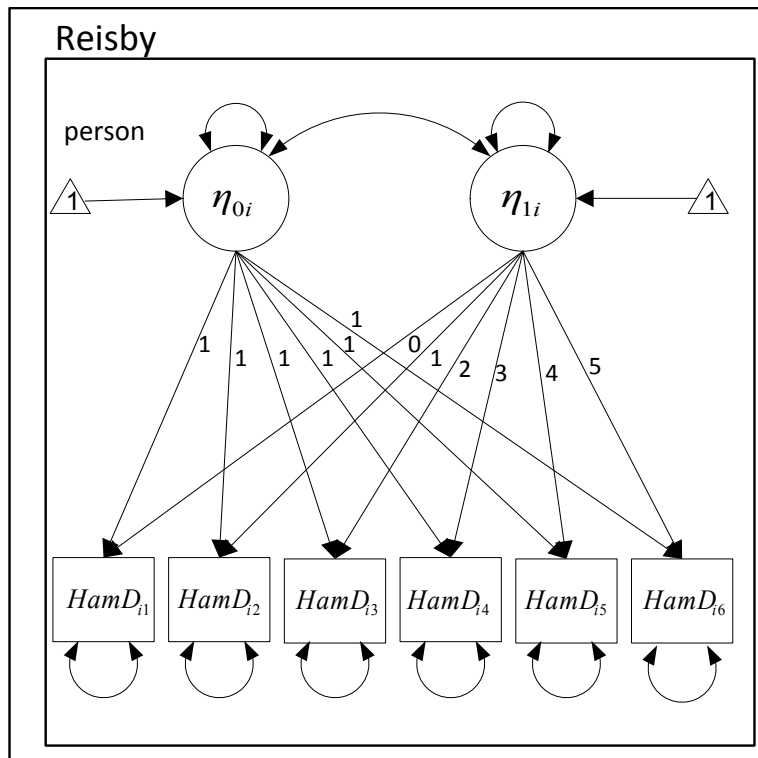 Reisby
person
1 η0i η1i 1
1
1 1 1 1 1 0 1 2 3 4 5
HamDi1 HamDi2 HamDi3 HamDi4 HamDi5 HamDi6